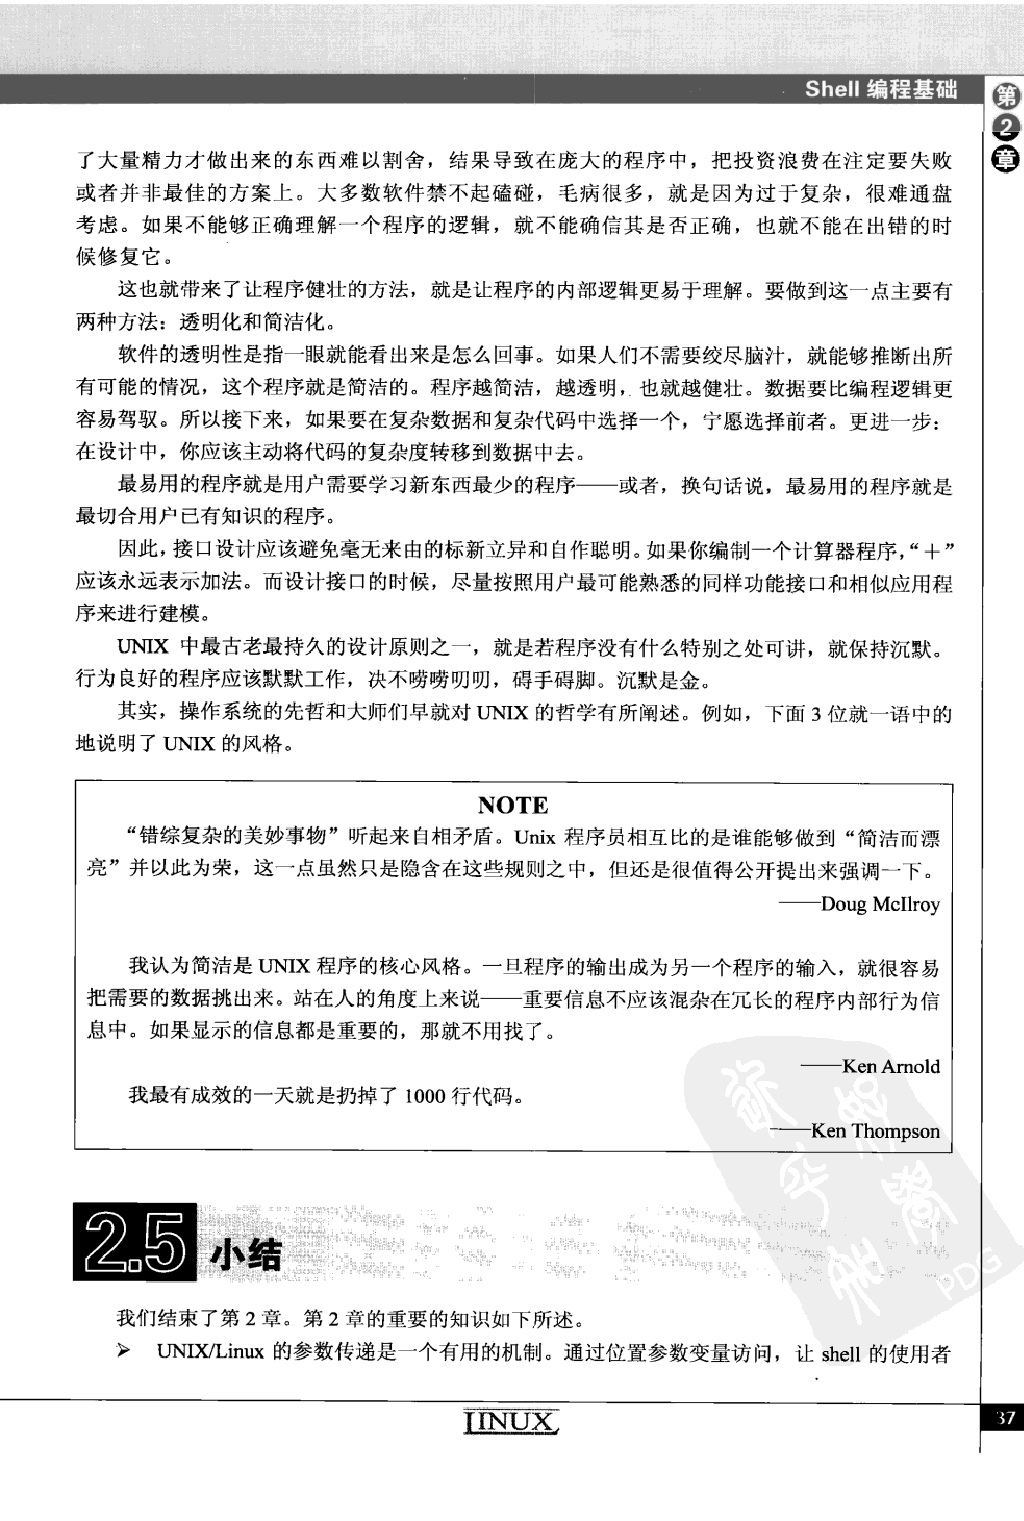 Shell 编程基础
第2章
了大量精力才做出来的东西难以割舍，结果导致在庞大的程序中，把投资浪费在注定要失败
或者并非最佳的方案上。大多数软件禁不起磕碰，毛病很多，就是因为过于复杂，很难通盘
考虑。如果不能够正确理解一个程序的逻辑，就不能确信其是否正确，也就不能在出错的时
候修复它。
这也就带来了让程序健壮的方法，就是让程序的内部逻辑更易于理解。要做到这一点主要有
两种方法：透明化和简洁化。
软件的透明性是指一眼就能看出来是怎么回事。如果人们不需要绞尽脑汁，就能够推断出所
有可能的情况，这个程序就是简洁的。程序越简洁，越透明，也就越健壮。数据要比编程逻辑更
容易驾驭。所以接下来，如果要在复杂数据和复杂代码中选择一个，宁愿选择前者。更进一步：
在设计中，你应该主动将代码的复杂度转移到数据中去。
最易用的程序就是用户需要学习新东西最少的程序——或者，换句话说，最易用的程序就是
最切合用户已有知识的程序。
因此，接口设计应该避免毫无来由的标新立异和自作聪明。如果你编制一个计算器程序，“＋”
应该永远表示加法。而设计接口的时候，尽量按照用户最可能熟悉的同样功能接口和相似应用程
序来进行建模。
UNIX 中最古老最持久的设计原则之一，就是若程序没有什么特别之处可讲，就保持沉默。
行为良好的程序应该默默工作，决不唠唠叨叨，碍手碍脚。沉默是金。
其实，操作系统的先哲和大师们早就对 UNIX 的哲学有所阐述。例如，下面 3 位就一语中的
地说明了 UNIX 的风格。
NOTE
“错综复杂的美妙事物”听起来自相矛盾。Unix 程序员相互比的是谁能够做到“简洁而漂
亮”并以此为荣，这一点虽然只是隐含在这些规则之中，但还是很值得公开提出来强调一下。
——Doug McIlroy
我认为简洁是 UNIX 程序的核心风格。一旦程序的输出成为另一个程序的输入，就很容易
把需要的数据挑出来。站在人的角度上来说——重要信息不应该混杂在冗长的程序内部行为信
息中。如果显示的信息都是重要的，那就不用找了。
——Ken Arnold
我最有成效的一天就是扔掉了 1000 行代码。
——Ken Thompson
2.5 小结
我们结束了第 2 章。第 2 章的重要的知识如下所述。
➢ UNIX/Linux 的参数传递是一个有用的机制。通过位置参数变量访问，让 shell 的使用者
LINUX
37
PDG